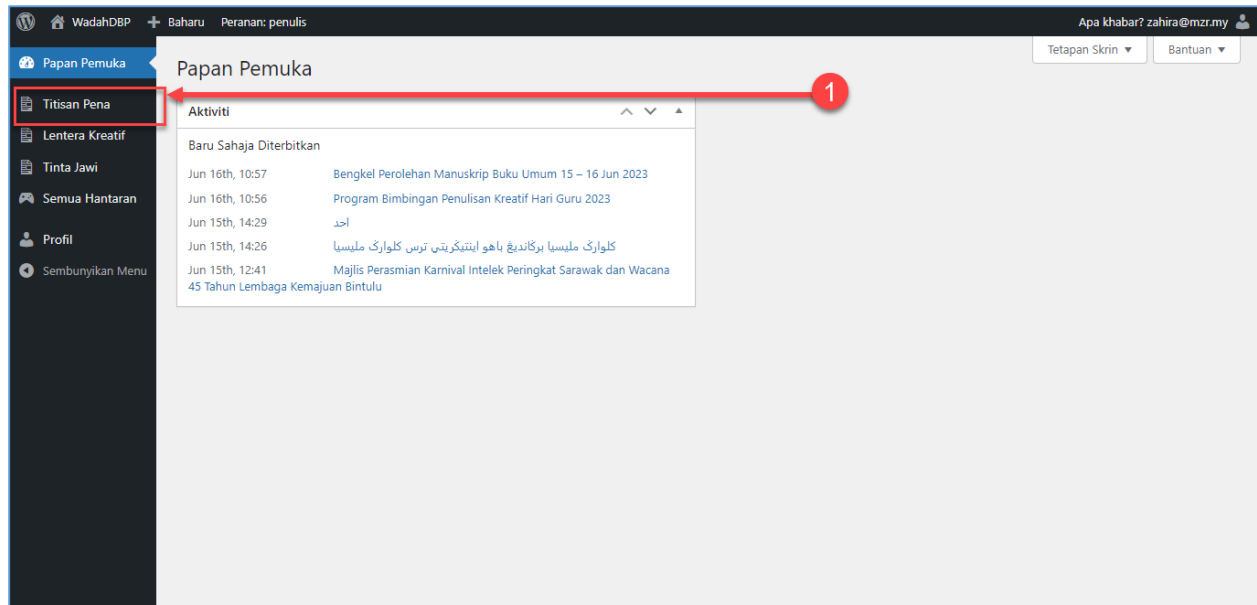 WadahDBP + Baharu Peranan: penulis Apa khabar? zahira@mzr.my
Tetapan Skrin ▼ Bantuan ▼
Papan Pemuka
Titisan Pena
Lentera Kreatif
Tinta Jawi
Semua Hantaran
Profil
Sembunyikan Menu
Papan Pemuka
1
Aktiviti
Baru Sahaja Diterbitkan
Jun 16th, 10:57 Bengkel Perolehan Manuskrip Buku Umum 15 – 16 Jun 2023
Jun 16th, 10:56 Program Bimbingan Penulisan Kreatif Hari Guru 2023
Jun 15th, 14:29 احد
Jun 15th, 14:26 كلوارݢ مليسيا برݢانديڠ باهو اينتيݢريتي ترس كلوارݢ مليسيا
Jun 15th, 12:41 Majlis Perasmian Karnival Intelek Peringkat Sarawak dan Wacana
45 Tahun Lembaga Kemajuan Bintulu